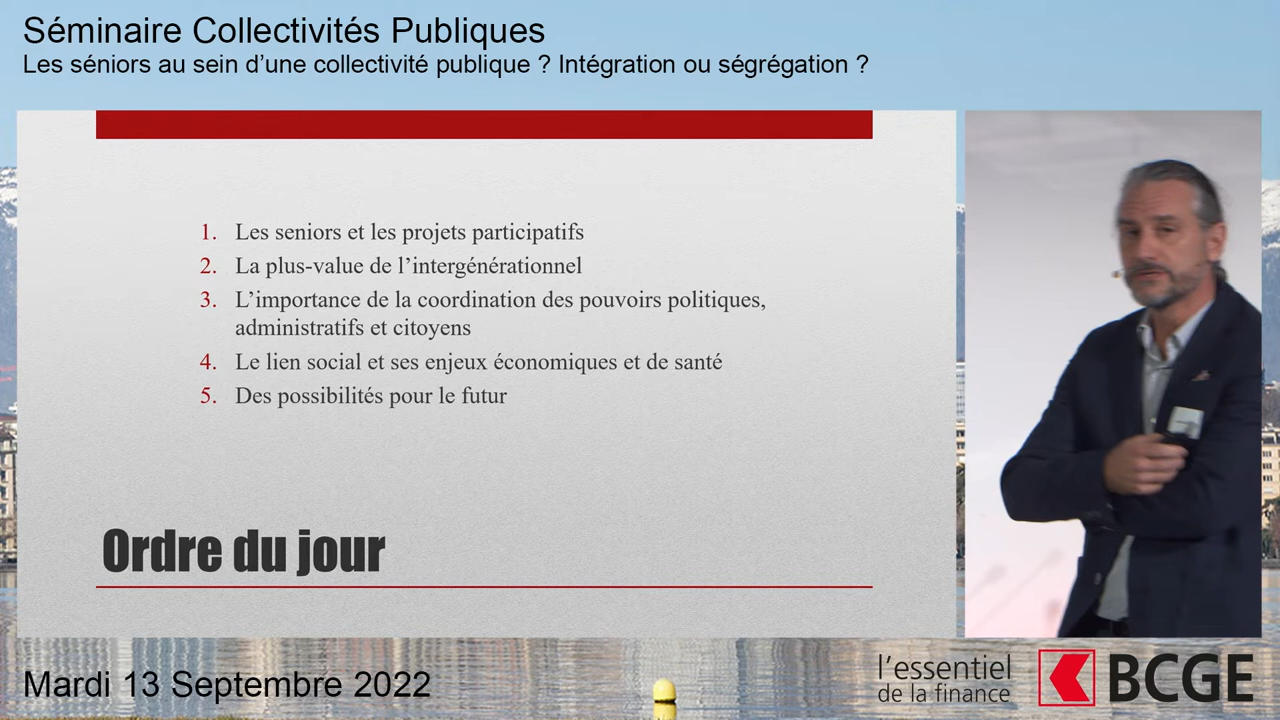 Séminaire Collectivités Publiques
Les séniors au sein d’une collectivité publique ? Intégration ou ségrégation ?
1. Les seniors et les projets participatifs
2. La plus-value de l’intergénérationnel
3. L’importance de la coordination des pouvoirs politiques,
administratifs et citoyens
4. Le lien social et ses enjeux économiques et de santé
5. Des possibilités pour le futur
Ordre du jour
Mardi 13 Septembre 2022
l’essentiel
de la finance
BCGE